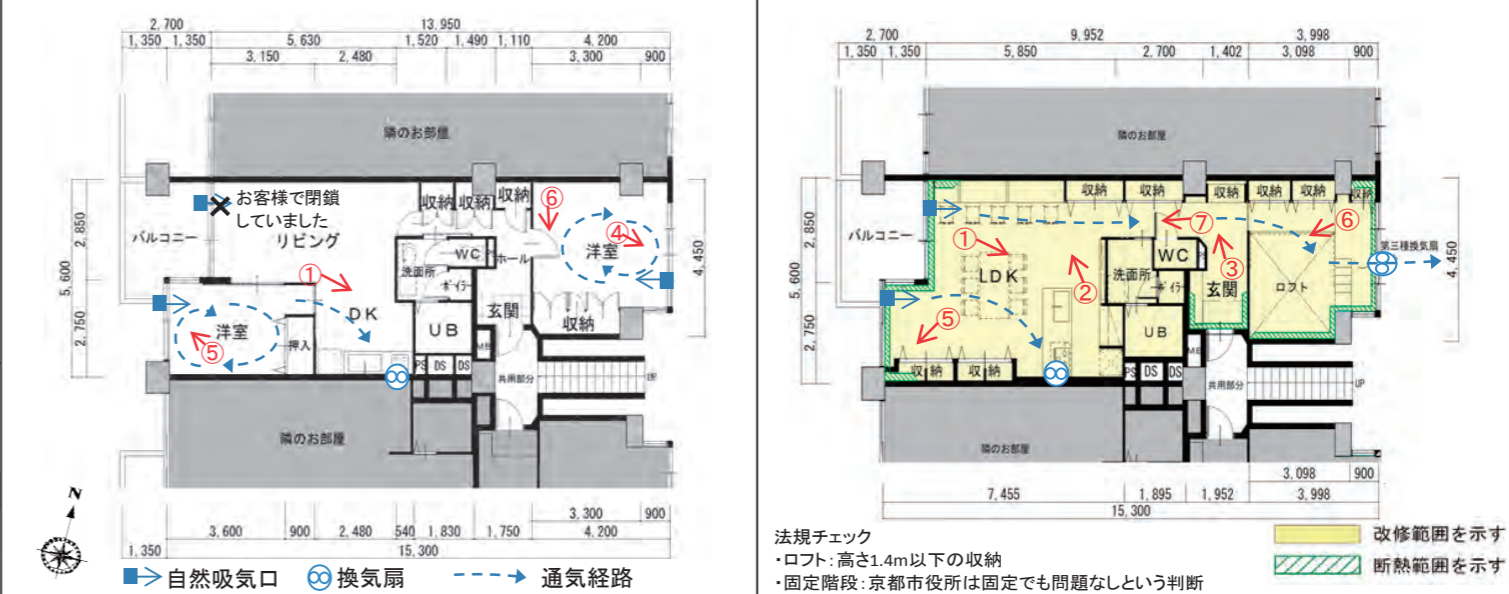 2,700
13,950
1,350
1,350
5,630
1,520
1,490
1,110
4,200
3,150
2,480
3,300
900
隣のお部屋
お客様で閉鎖
していました
リビング
バルコニー
収納
収納
収納
⑥
④
洋室
WC
ホール
洗面所
ボイラー
①
DK
玄関
収納
UB
洋室
⑤
押入
MB
PS
DS
DS
共用部分
UP
隣のお部屋
2,850
5,600
2,750
4,450
N
3,300
900
3,600
900
2,480
540
1,830
1,750
4,200
1,350
15,300
自然吸気口
換気扇
通気経路
2,700
9,952
3,998
1,350
1,350
5,850
2,700
1,402
3,098
900
隣のお部屋
収納
収納
収納
収納
収納
収納
バルコニー
⑦
⑥
第三種換気扇
①
WC
LDK
②
洗面所
③
ボイラー
玄関
ロフト
⑤
UB
収納
収納
MB
PS
DS
DS
共用部分
UP
隣のお部屋
2,850
5,600
2,750
4,450
3,098
900
7,455
1,895
1,952
3,998
15,300
法規チェック
・ロフト：高さ1.4m以下の収納
・固定階段：京都市役所は固定でも問題なしという判断
改修範囲を示す
断熱範囲を示す